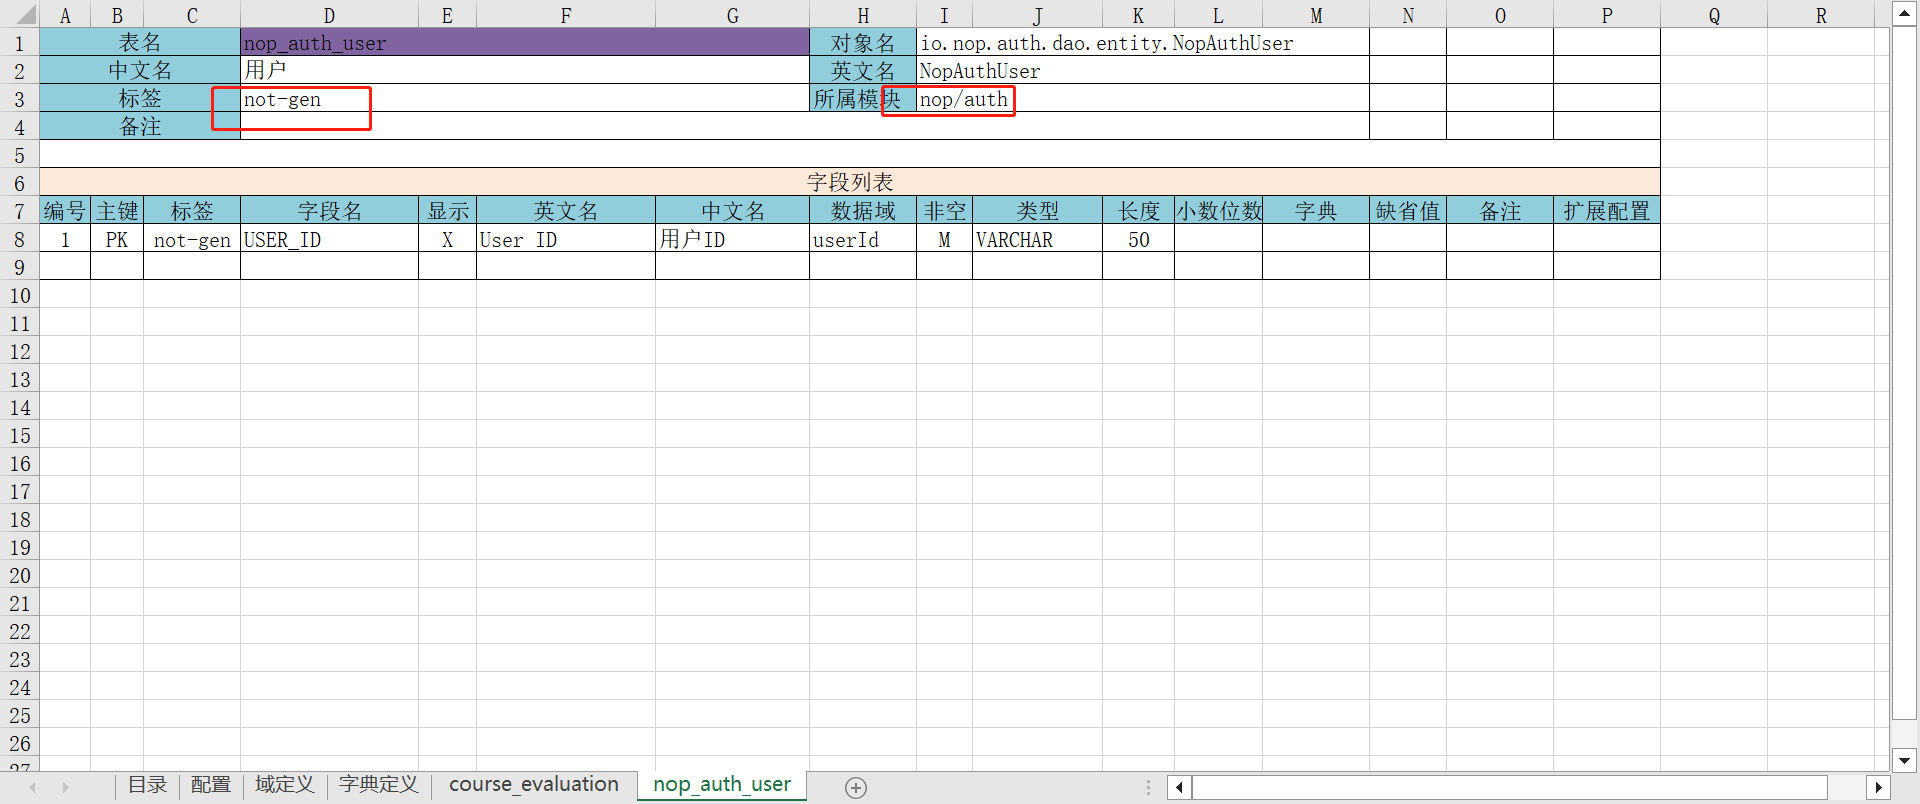 A B C D E F G H I J K L M N O P Q R
1 表名 nop_auth_user 对象名 io.nop.auth.dao.entity.NopAuthUser
2 中文名 用户 英文名 NopAuthUser
3 标签 not-gen 所属模块 nop/auth
4 备注
5
6 字段列表
7 编号 主键 标签 字段名 显示 英文名 中文名 数据域 非空 类型 长度 小数位数 字典 缺省值 备注 扩展配置
8 1 PK not-gen USER_ID X User ID 用户ID userId M VARCHAR 50
9
10
11
12
13
14
15
16
17
18
19
20
21
22
23
24
25
26
27
目录 配置 域定义 字典定义 course_evaluation nop_auth_user